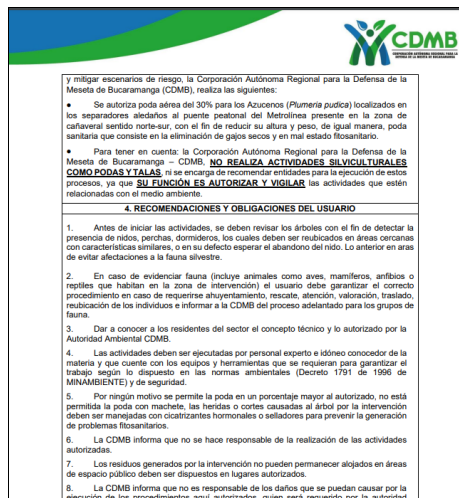 CDMB
CORPORACIÓN AUTÓNOMA REGIONAL PARA LA
DEFENSA DE LA MESETA DE BUCARAMANGA
y mitigar escenarios de riesgo, la Corporación Autónoma Regional para la Defensa de la
Meseta de Bucaramanga (CDMB), realiza las siguientes:
• Se autoriza poda aérea del 30% para los Azucenos (Plumeria pudica) localizados en
los separadores aledaños al puente peatonal del Metrolínea presente en la zona de
cañaveral sentido norte-sur, con el fin de reducir su altura y peso, de igual manera, poda
sanitaria que consiste en la eliminación de gajos secos y en mal estado fitosanitario.
• Para tener en cuenta: la Corporación Autónoma Regional para la Defensa de la
Meseta de Bucaramanga – CDMB, NO REALIZA ACTIVIDADES SILVICULTURALES
COMO PODAS Y TALAS, ni se encarga de recomendar entidades para la ejecución de estos
procesos, ya que SU FUNCIÓN ES AUTORIZAR Y VIGILAR las actividades que estén
relacionadas con el medio ambiente.
4. RECOMENDACIONES Y OBLIGACIONES DEL USUARIO
1. Antes de iniciar las actividades, se deben revisar los árboles con el fin de detectar la
presencia de nidos, perchas, dormideros, los cuales deben ser reubicados en áreas cercanas
con características similares, o en su defecto esperar el abandono del nido. Lo anterior en aras
de evitar afectaciones a la fauna silvestre.
2. En caso de evidenciar fauna (incluye animales como aves, mamíferos, anfibios o
reptiles que habitan en la zona de intervención) el usuario debe garantizar el correcto
procedimiento en caso de requerirse ahuyentamiento, rescate, atención, valoración, traslado,
reubicación de los individuos e informar a la CDMB del proceso adelantado para los grupos de
fauna.
3. Dar a conocer a los residentes del sector el concepto técnico y lo autorizado por la
Autoridad Ambiental CDMB.
4. Las actividades deben ser ejecutadas por personal experto e idóneo conocedor de la
materia y que cuente con los equipos y herramientas que se requieran para garantizar el
trabajo según lo dispuesto en las normas ambientales (Decreto 1791 de 1996 de
MINAMBIENTE) y de seguridad.
5. Por ningún motivo se permite la poda en un porcentaje mayor al autorizado, no está
permitida la poda con machete, las heridas o cortes causadas al árbol por la intervención
deben ser manejadas con cicatrizantes hormonales o selladores para prevenir la generación
de problemas fitosanitarios.
6. La CDMB informa que no se hace responsable de la realización de las actividades
autorizadas.
7. Los residuos generados por la intervención no pueden permanecer alojados en áreas
de espacio público deben ser dispuestos en lugares autorizados.
8. La CDMB informa que no es responsable de los daños que se puedan causar por la
ejecución de los procedimientos aquí autorizados, quien será requerido por la autoridad